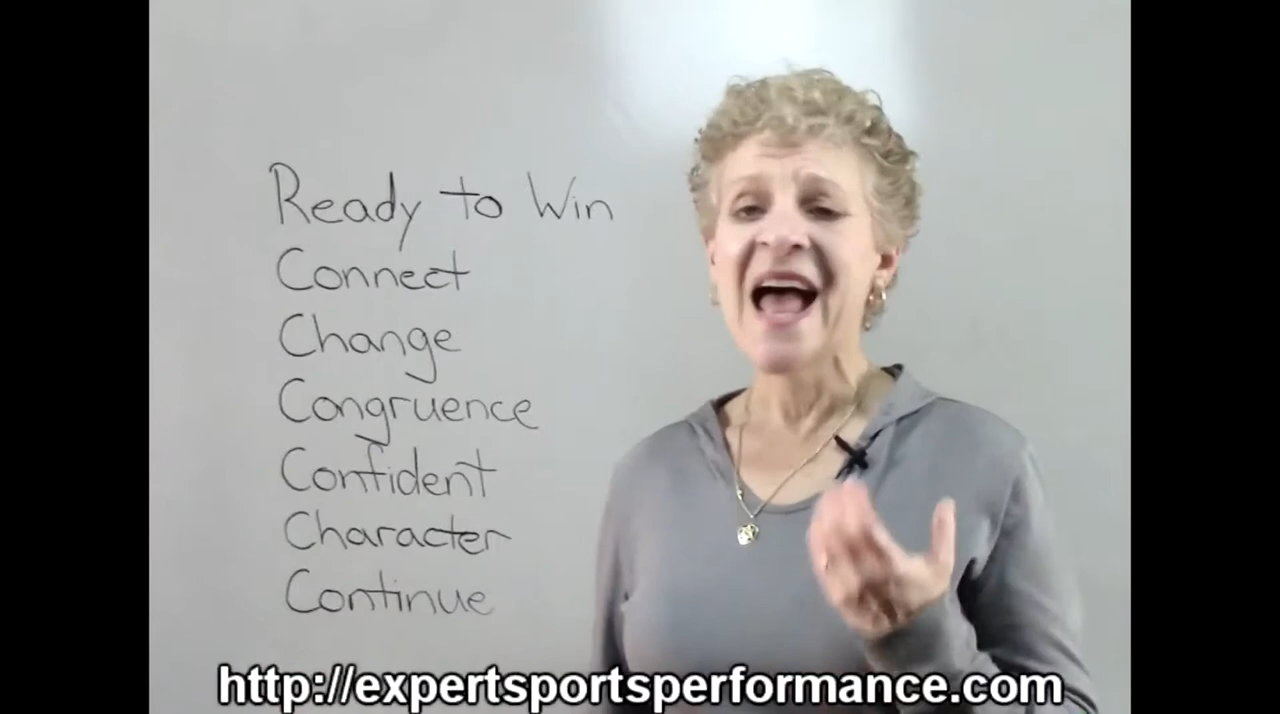 Ready to Win
Connect
Change
Congruence
Confident
Character
Continue
http://expertsportsperformance.com